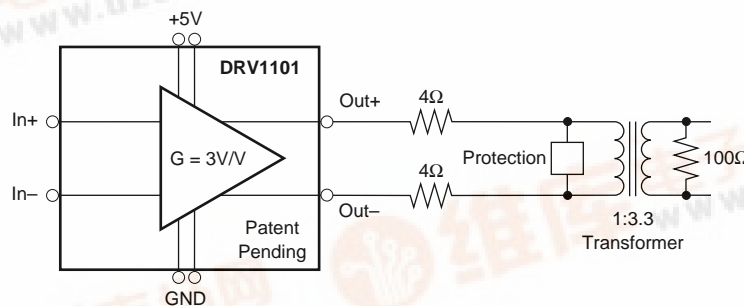 +5V
DRV1101
In+
Out+
4Ω
G = 3V/V
Protection
100Ω
In–
4Ω
Out–
Patent
Pending
1:3.3
Transformer
GND